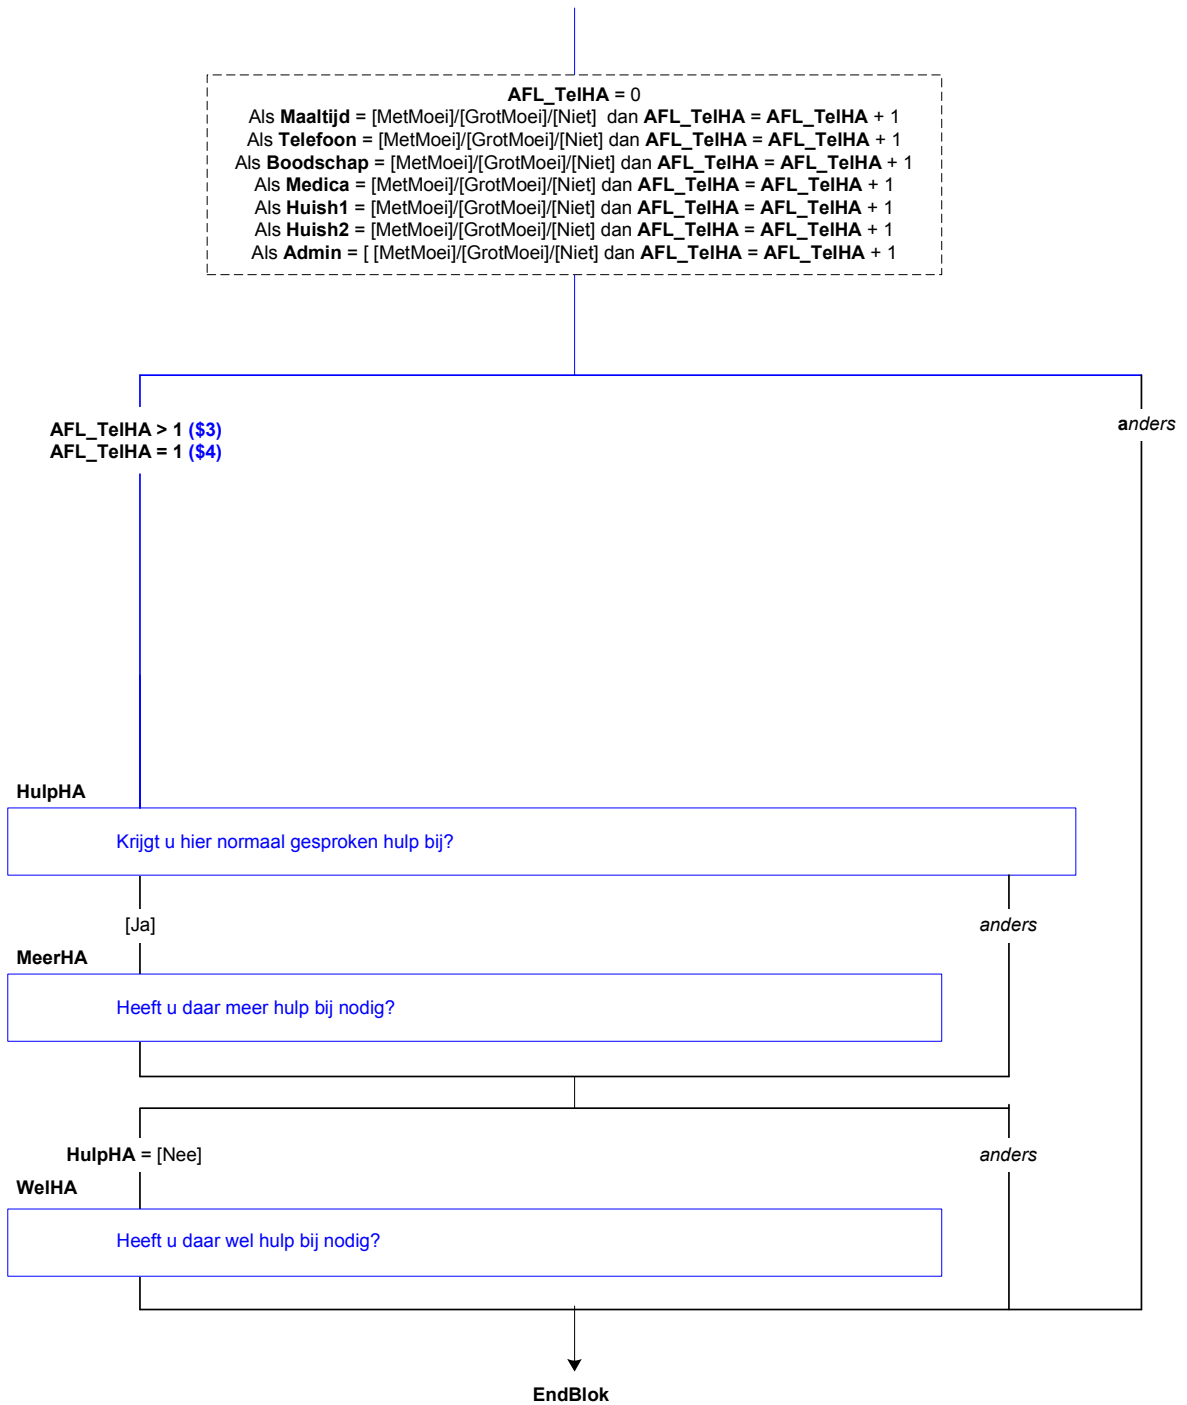 AFL_TelHA = 0
Als Maaltijd = [MetMoei]/[GrotMoei]/[Niet] dan AFL_TelHA = AFL_TelHA + 1
Als Telefoon = [MetMoei]/[GrotMoei]/[Niet] dan AFL_TelHA = AFL_TelHA + 1
Als Boodschap = [MetMoei]/[GrotMoei]/[Niet] dan AFL_TelHA = AFL_TelHA + 1
Als Medica = [MetMoei]/[GrotMoei]/[Niet] dan AFL_TelHA = AFL_TelHA + 1
Als Huish1 = [MetMoei]/[GrotMoei]/[Niet] dan AFL_TelHA = AFL_TelHA + 1
Als Huish2 = [MetMoei]/[GrotMoei]/[Niet] dan AFL_TelHA = AFL_TelHA + 1
Als Admin = [ [MetMoei]/[GrotMoei]/[Niet] dan AFL_TelHA = AFL_TelHA + 1
AFL_TelHA > 1 ($3)
AFL_TelHA = 1 ($4)
anders
HulpHA
Krijgt u hier normaal gesproken hulp bij?
[Ja]
anders
MeerHA
Heeft u daar meer hulp bij nodig?
HulpHA = [Nee]
anders
WelHA
Heeft u daar wel hulp bij nodig?
EndBlok